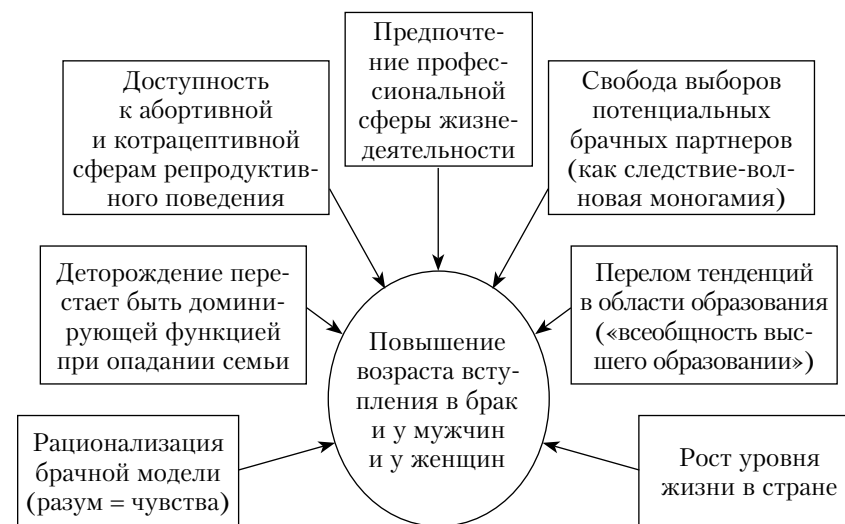 Предпочте-
ние профес-
сиональной
сферы жизне-
деятельности
Доступность
к абортивной
и котрацептивной
сферам репродуктив-
ного поведения
Свобода выборов
потенциальных
брачных партнеров
(как следствие-вол-
новая моногамия)
Деторождение пере-
стает быть домини-
рующей функцией
при опадании семьи
Перелом тенденций
в области образования
(«всеобщность выс-
шего образовании»)
Повышение
возраста всту-
пления в брак
и у мужчин
и у женщин
Рационализация
брачной модели
(разум = чувства)
Рост уровня
жизни в стране